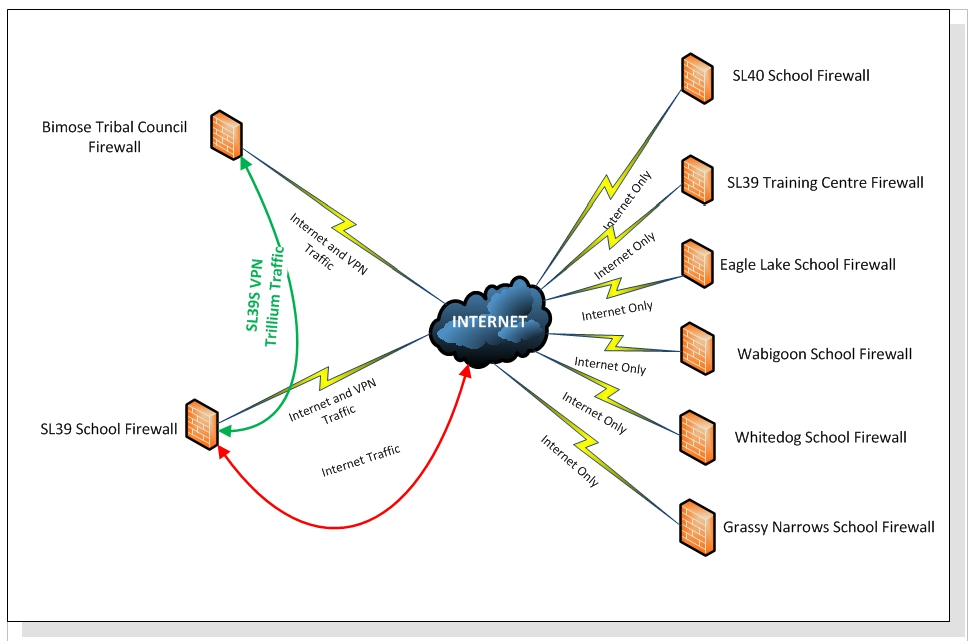 SL40 School Firewall
Bimose Tribal Council
Firewall
SL39 Training Centre Firewall
Internet Only
Internet and VPN
Traffic
Internet Only
Eagle Lake School Firewall
SL39S VPN
Trillium Traffic
Internet Only
INTERNET
Wabigoon School Firewall
Internet Only
Internet and VPN
Traffic
Internet Only
SL39 School Firewall
Whitedog School Firewall
Internet Traffic
Internet Only
Grassy Narrows School Firewall